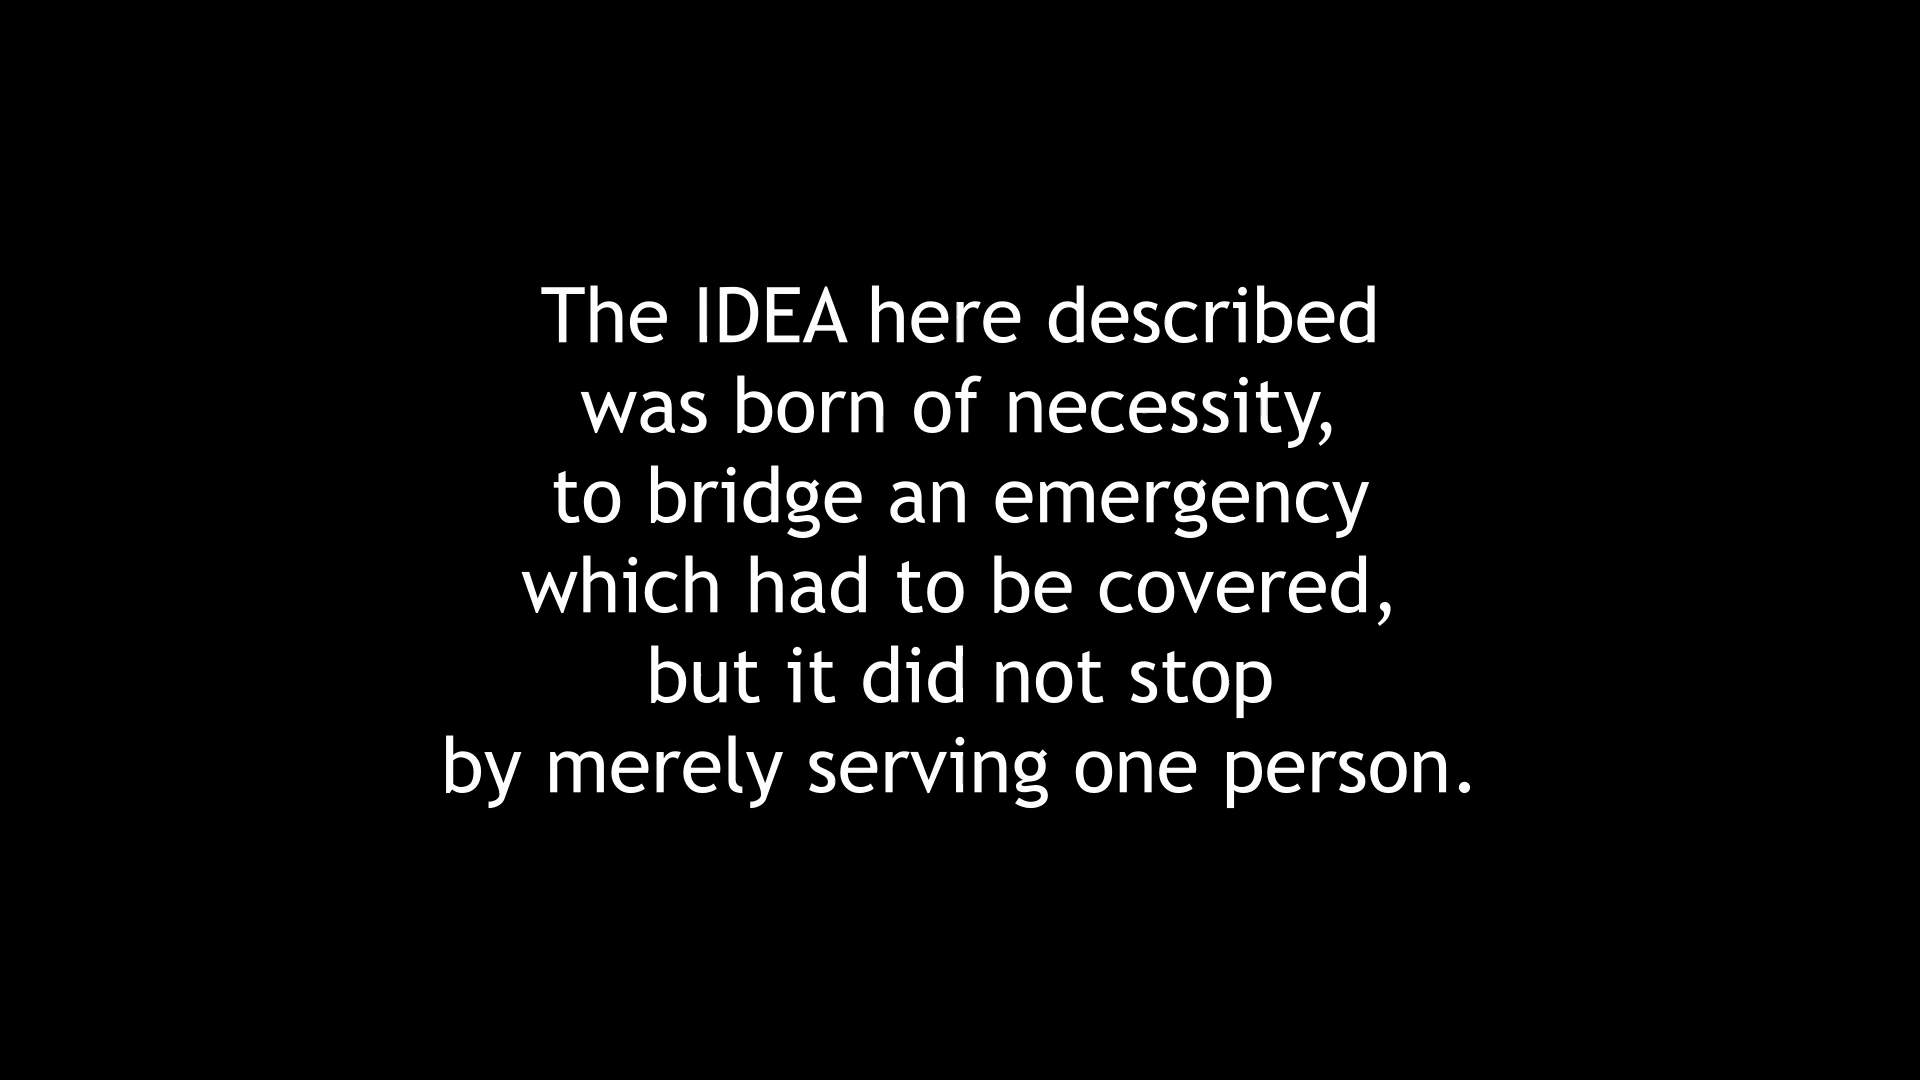 The IDEA here described
was born of necessity,
to bridge an emergency
which had to be covered,
but it did not stop
by merely serving one person.